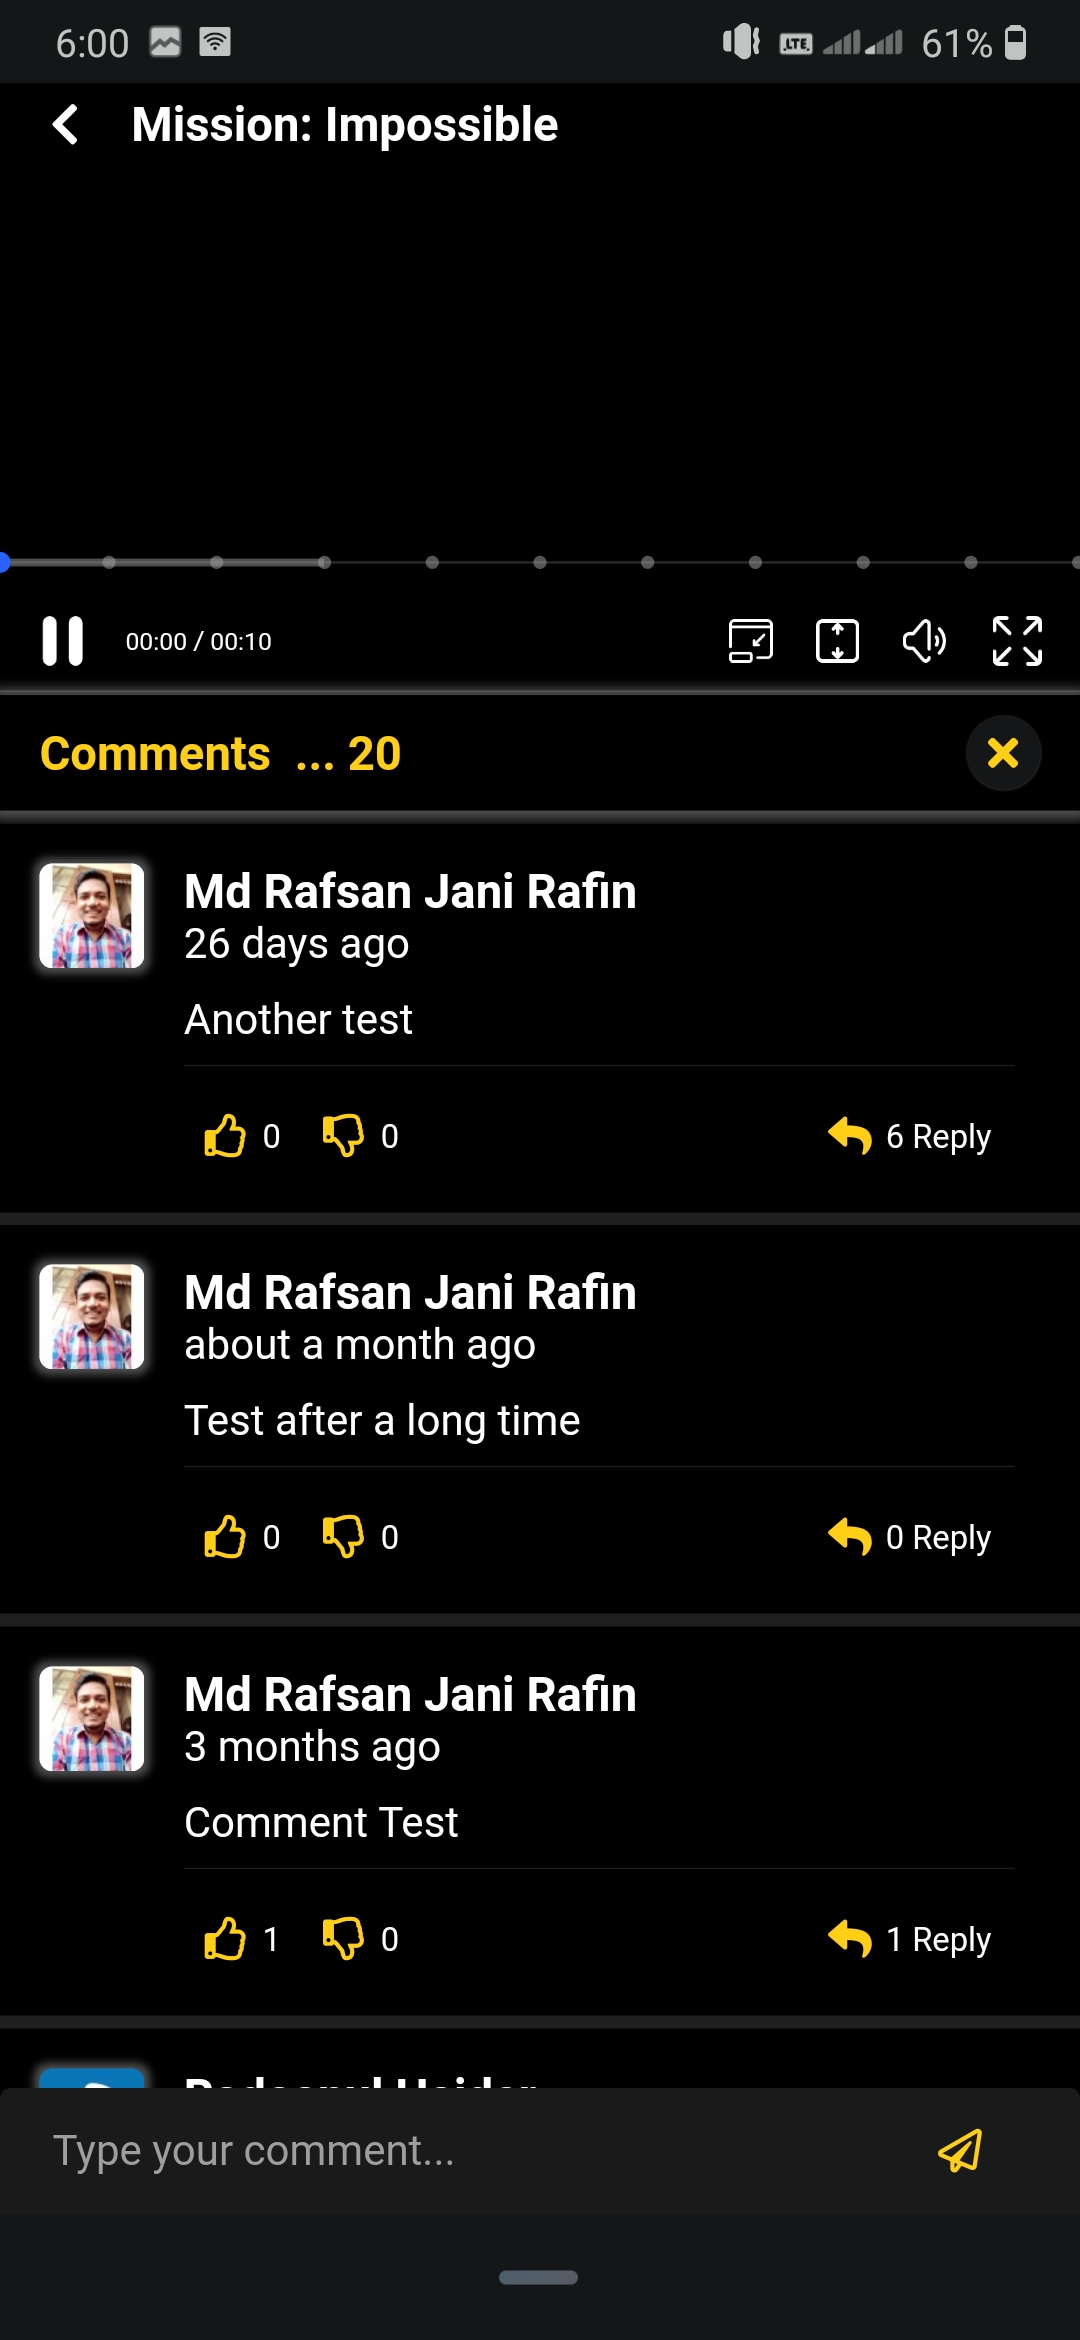 6:00 LTE 61%
Mission: Impossible
00:00 / 00:10
Comments ... 20
Md Rafsan Jani Rafin
26 days ago
Another test
0 0 6 Reply
Md Rafsan Jani Rafin
about a month ago
Test after a long time
0 0 0 Reply
Md Rafsan Jani Rafin
3 months ago
Comment Test
1 0 1 Reply
Type your comment...